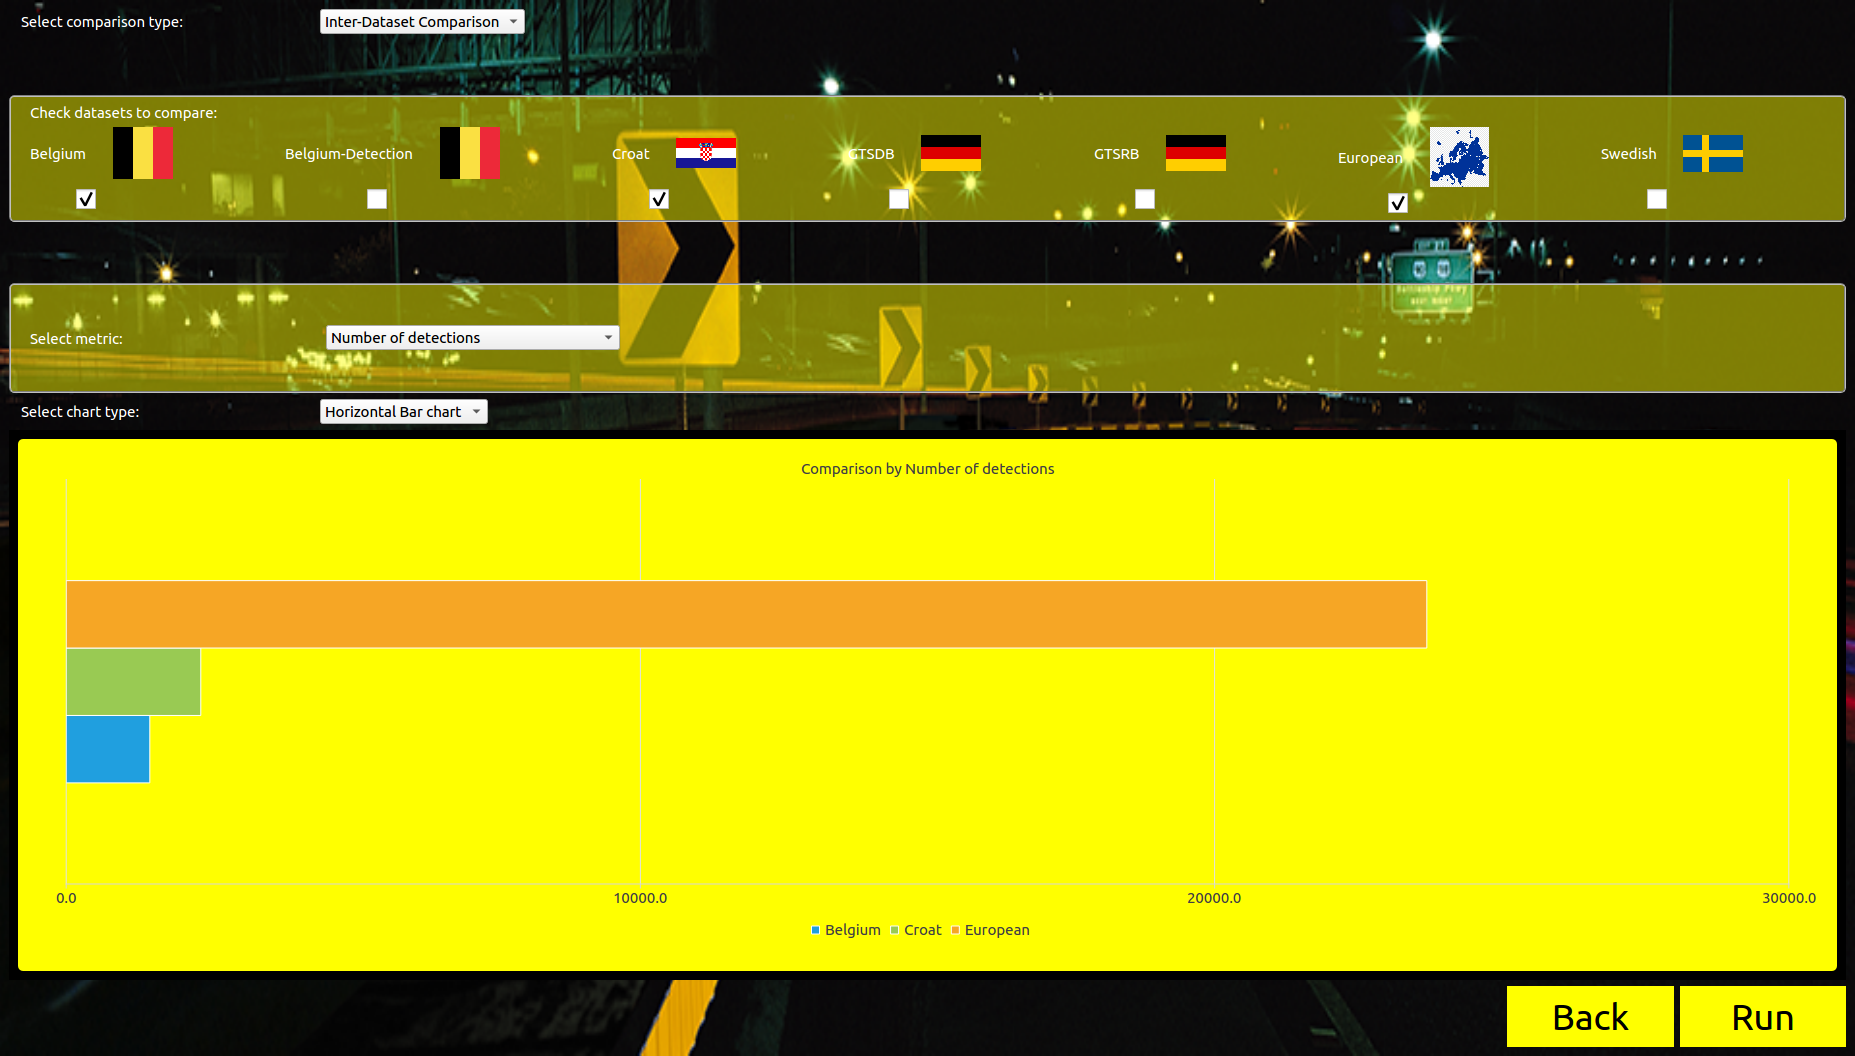 Select comparison type: Inter-Dataset Comparison
Check datasets to compare:
Belgium Belgium-Detection Croat GTSDB GTSRB European Swedish
Select metric: Number of detections
Select chart type: Horizontal Bar chart
Comparison by Number of detections
0.0 10000.0 20000.0 30000.0
Belgium Croat European
Back Run